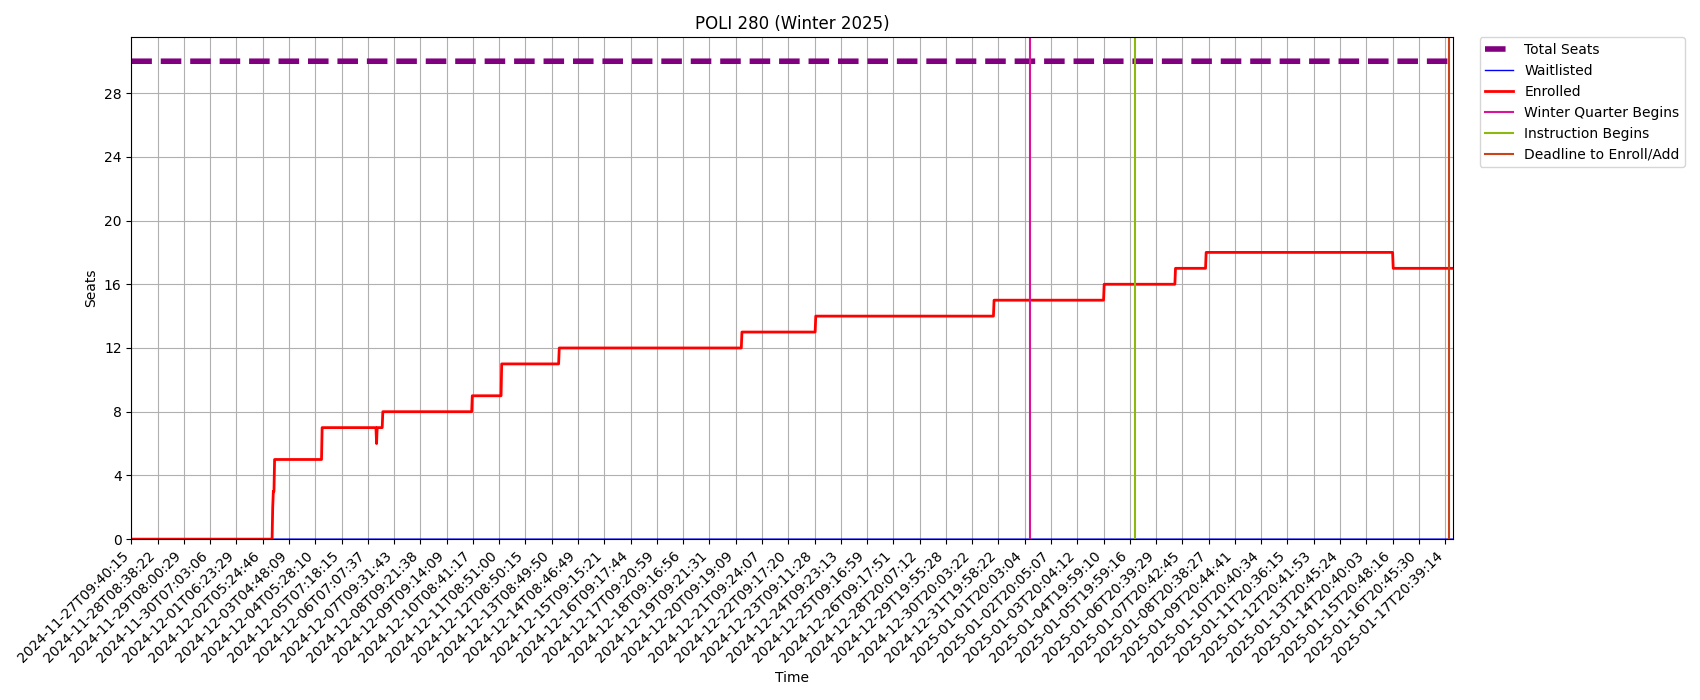 POLI 280 (Winter 2025)
Total Seats
Waitlisted
Enrolled
Winter Quarter Begins
Instruction Begins
Deadline to Enroll/Add
28
24
20
16
12
8
4
0
Seats
2024-11-27T09:40:15
2024-11-28T08:38:22
2024-11-29T08:00:29
2024-11-30T07:03:06
2024-12-01T06:23:29
2024-12-02T05:24:46
2024-12-03T04:48:09
2024-12-04T05:28:10
2024-12-05T07:18:15
2024-12-06T07:07:37
2024-12-07T09:31:43
2024-12-08T09:21:38
2024-12-09T09:14:09
2024-12-10T08:41:17
2024-12-11T08:51:00
2024-12-12T08:50:15
2024-12-13T08:49:50
2024-12-14T08:46:49
2024-12-15T09:15:21
2024-12-16T09:17:44
2024-12-17T09:20:59
2024-12-18T09:16:56
2024-12-19T09:21:31
2024-12-20T09:19:09
2024-12-21T09:24:07
2024-12-22T09:17:20
2024-12-23T09:11:28
2024-12-24T09:23:13
2024-12-25T09:16:59
2024-12-26T09:17:51
2024-12-28T20:07:12
2024-12-29T19:55:28
2024-12-30T20:03:22
2024-12-31T19:58:22
2025-01-01T20:03:04
2025-01-02T20:05:07
2025-01-03T20:04:12
2025-01-04T19:59:10
2025-01-05T19:59:16
2025-01-06T20:39:29
2025-01-07T20:42:45
2025-01-08T20:38:27
2025-01-09T20:44:41
2025-01-10T20:40:34
2025-01-11T20:36:15
2025-01-12T20:41:53
2025-01-13T20:45:24
2025-01-14T20:40:03
2025-01-15T20:48:16
2025-01-16T20:45:30
2025-01-17T20:39:14
Time